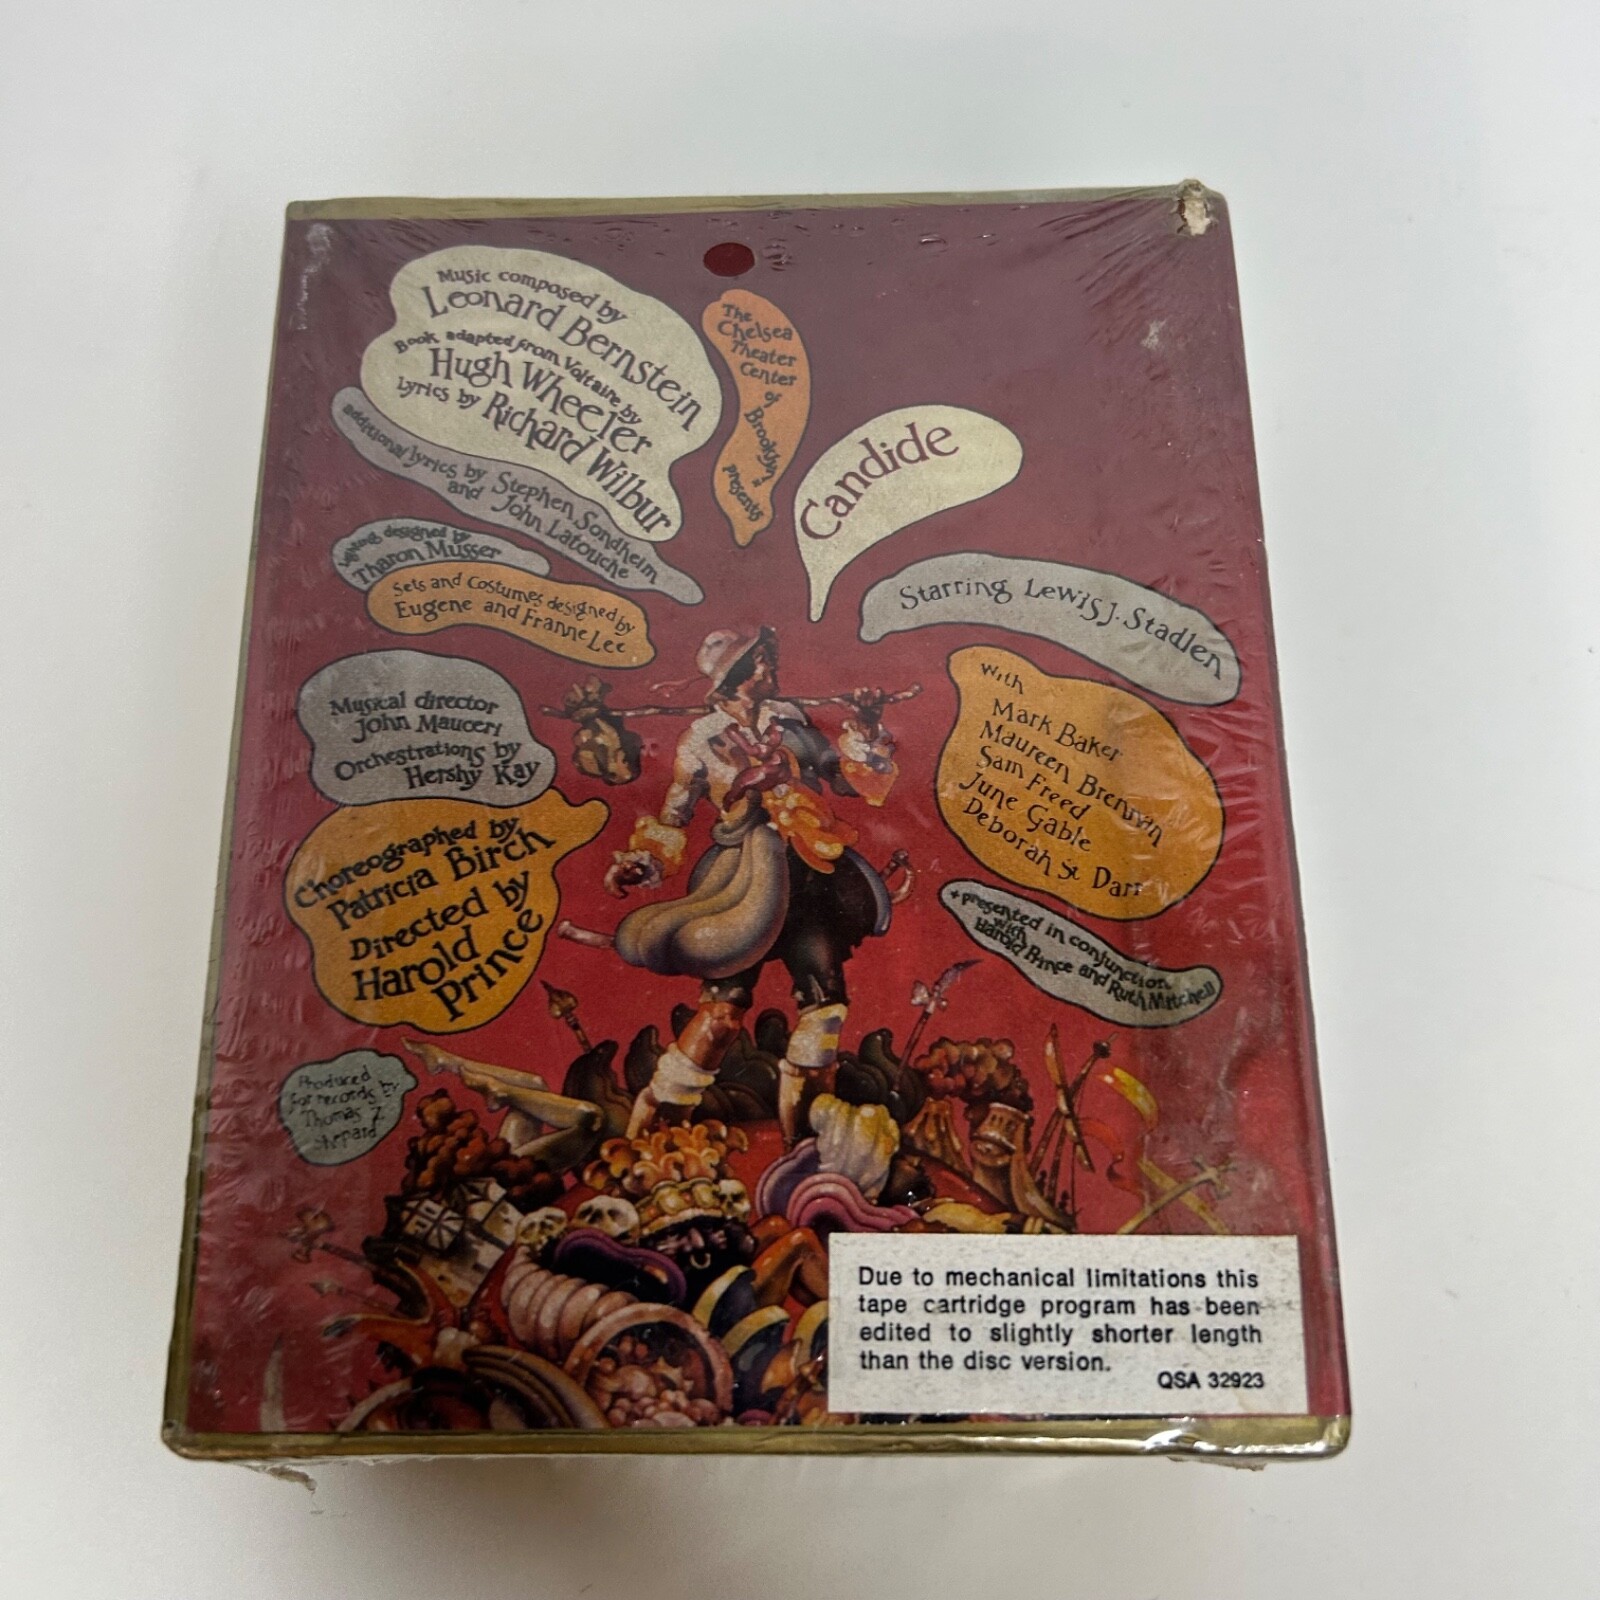 Music composed by
Leonard Bernstein
Book adapted from Voltaire by
Hugh Wheeler
Lyrics by Richard Wilbur
additional lyrics by Stephen Sondheim
and John Latouche
Lighting designed by
Tharon Musser
Sets and Costumes designed by
Eugene and Franne Lee
Musical director
John Mauceri
Orchestrations by
Hershy Kay
Choreographed by
Patricia Birch
Directed by
Harold
Prince
Produced
for records by
Thomas Z.
Shepard
The
Chelsea
Theater
Center
of
Brooklyn+
presents
Candide
Starring Lewis J. Stadlen
With
Mark Baker
Maureen Brennan
Sam Freed
June Gable
Deborah St. Darr
+presented in conjunction
with
Harold Prince and Ruth Mitchell
Due to mechanical limitations this
tape cartridge program has been
edited to slightly shorter length
than the disc version.
QSA 32923